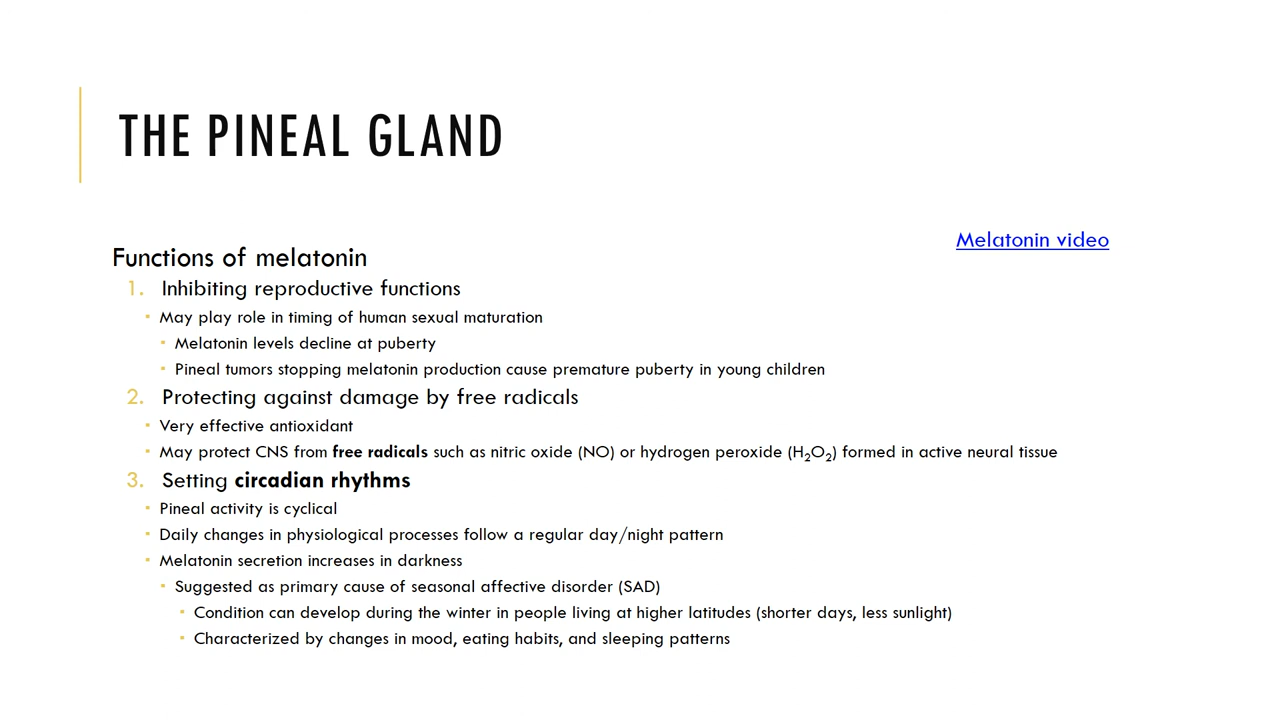 THE PINEAL GLAND
Melatonin video
Functions of melatonin
1. Inhibiting reproductive functions
▪ May play role in timing of human sexual maturation
▪ Melatonin levels decline at puberty
▪ Pineal tumors stopping melatonin production cause premature puberty in young children
2. Protecting against damage by free radicals
▪ Very effective antioxidant
▪ May protect CNS from free radicals such as nitric oxide (NO) or hydrogen peroxide (H₂O₂) formed in active neural tissue
3. Setting circadian rhythms
▪ Pineal activity is cyclical
▪ Daily changes in physiological processes follow a regular day/night pattern
▪ Melatonin secretion increases in darkness
▪ Suggested as primary cause of seasonal affective disorder (SAD)
▪ Condition can develop during the winter in people living at higher latitudes (shorter days, less sunlight)
▪ Characterized by changes in mood, eating habits, and sleeping patterns